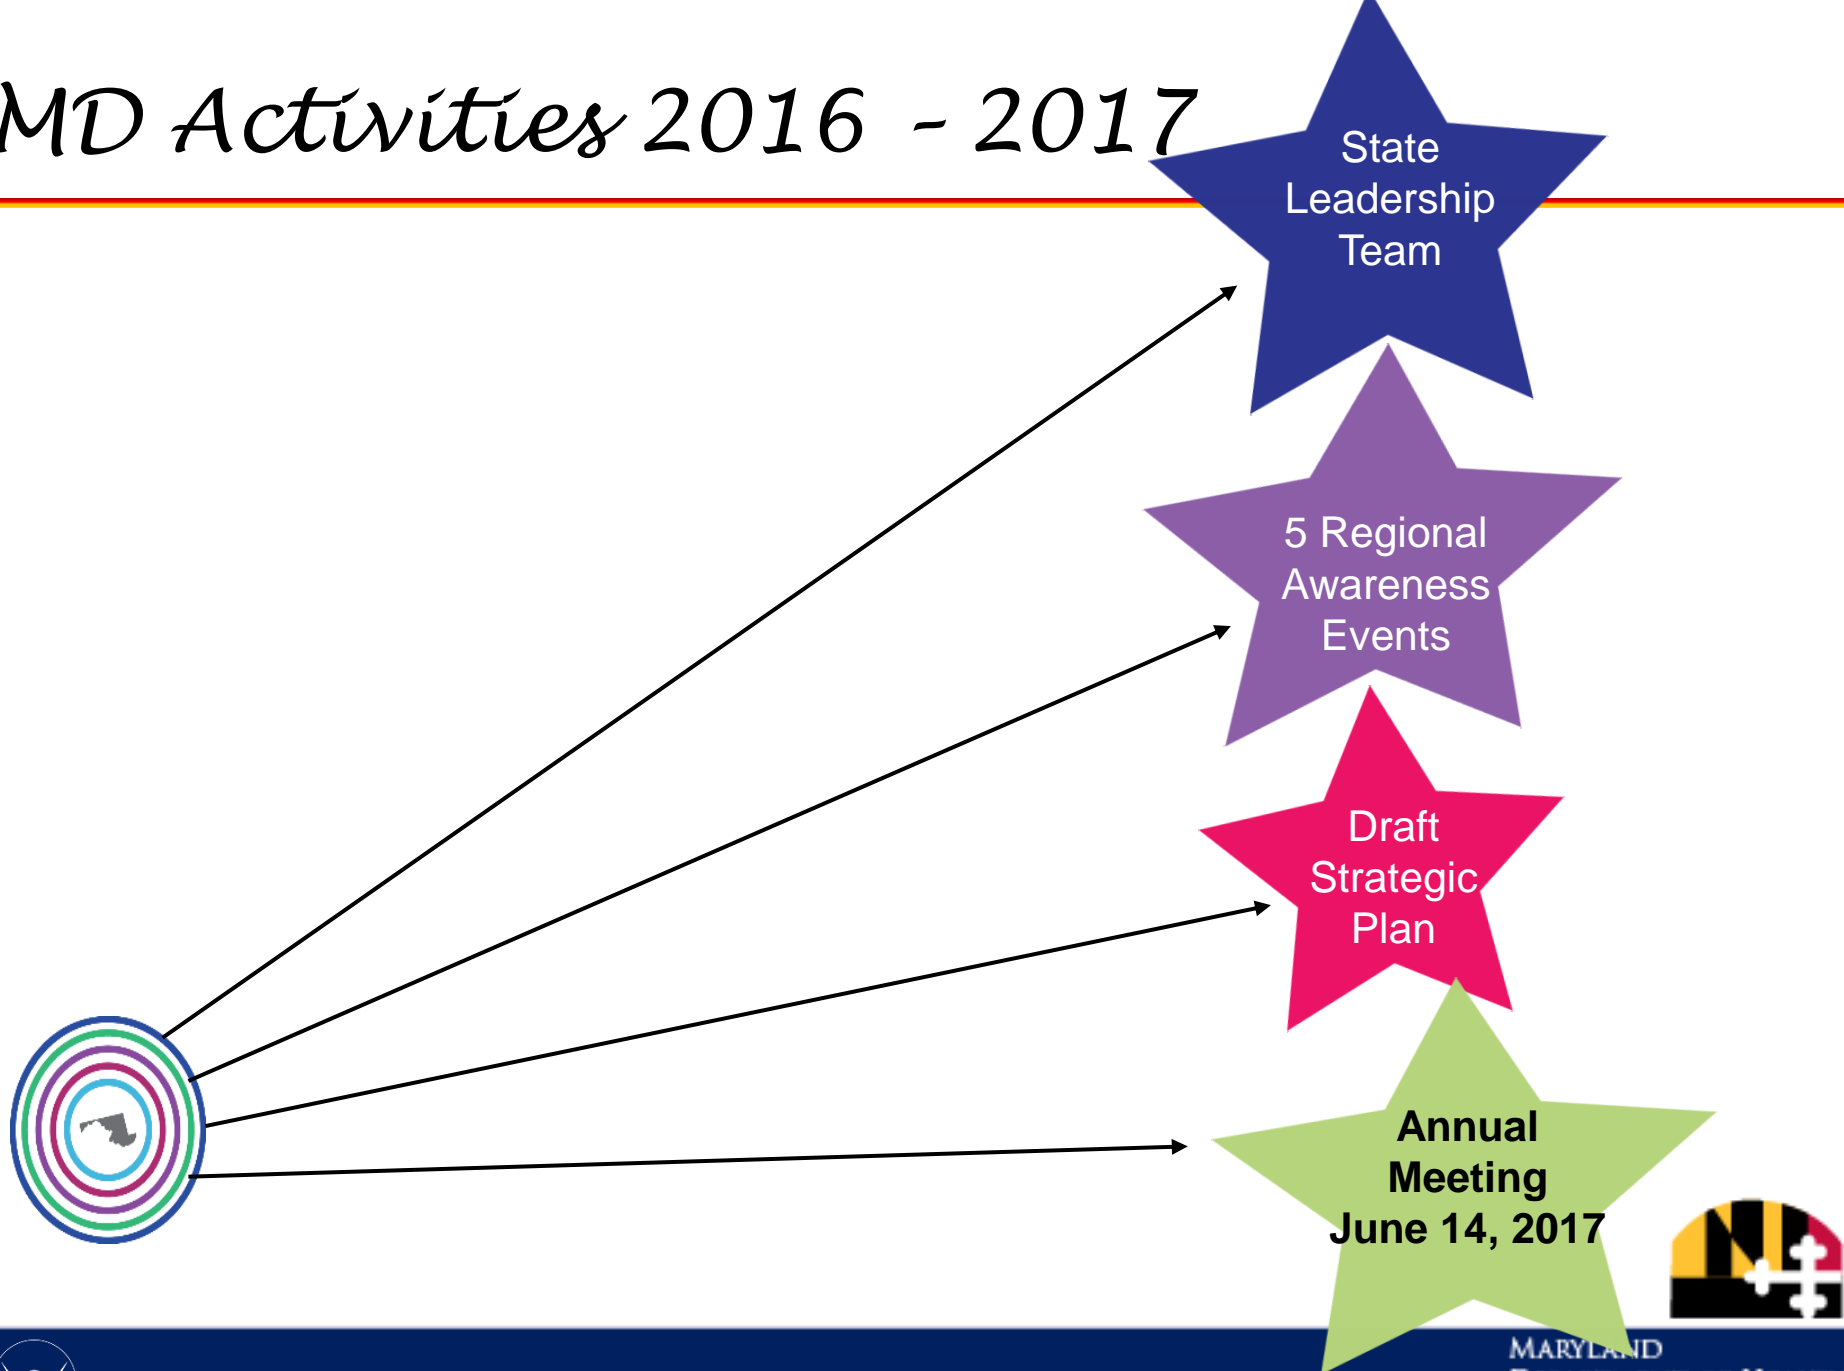 MD Activities 2016 - 2017
State
Leadership
Team
5 Regional
Awareness
Events
Draft
Strategic
Plan
Annual
Meeting
June 14, 2017
MARYLAND